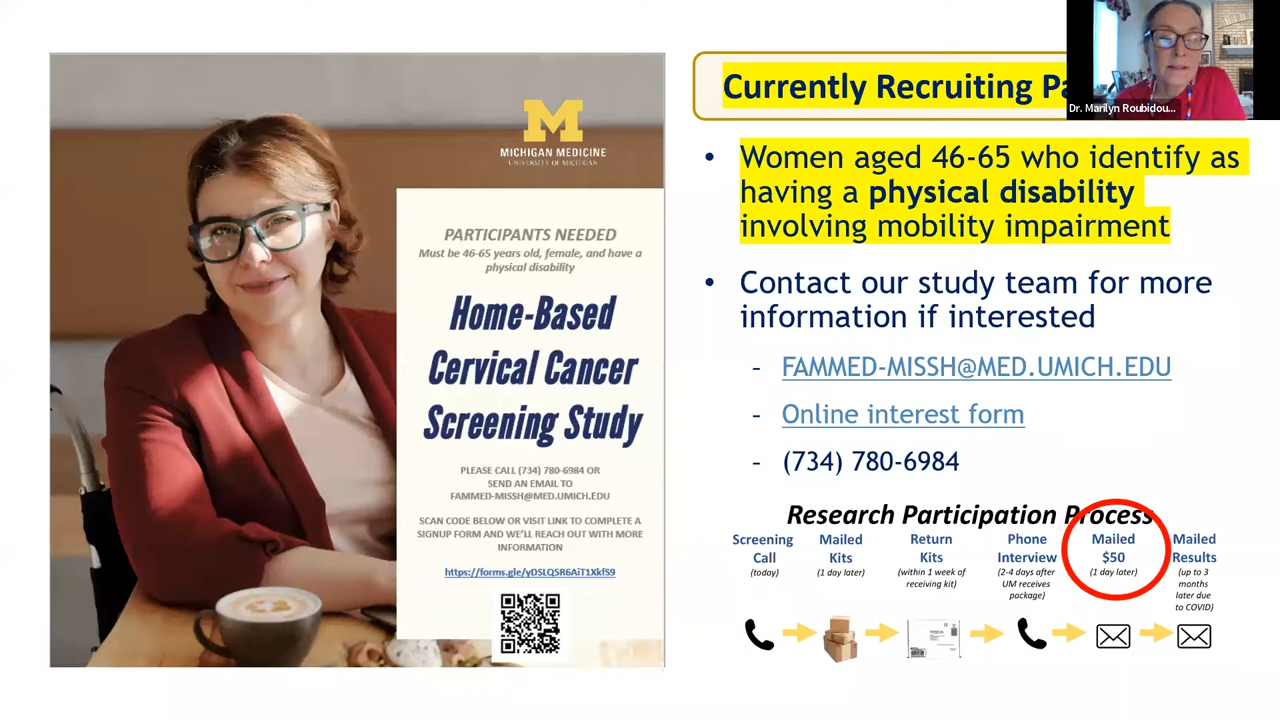 MICHIGAN MEDICINE
UNIVERSITY OF MICHIGAN
PARTICIPANTS NEEDED
Must be 46-65 years old, female, and have a
physical disability
Home-Based
Cervical Cancer
Screening Study
PLEASE CALL (734) 780-6984 OR
SEND AN EMAIL TO
FAMMED-MISSH@MED.UMICH.EDU
SCAN CODE BELOW OR VISIT LINK TO COMPLETE A
SIGNUP FORM AND WE'LL REACH OUT WITH MORE
INFORMATION
https://forms.gle/yDSLQ5R6AiT1XkfS9
Currently Recruiting Pa
Dr. Marilyn Roubidou...
• Women aged 46-65 who identify as
having a physical disability
involving mobility impairment
• Contact our study team for more
information if interested
- FAMMED-MISSH@MED.UMICH.EDU
- Online interest form
- (734) 780-6984
Research Participation Process
Screening
Call
(today)
Mailed
Kits
(1 day later)
Return
Kits
(within 1 week of
receiving kit)
Phone
Interview
(2-4 days after
UM receives
package)
Mailed
$50
(1 day later)
Mailed
Results
(up to 3
months
later due
to COVID)